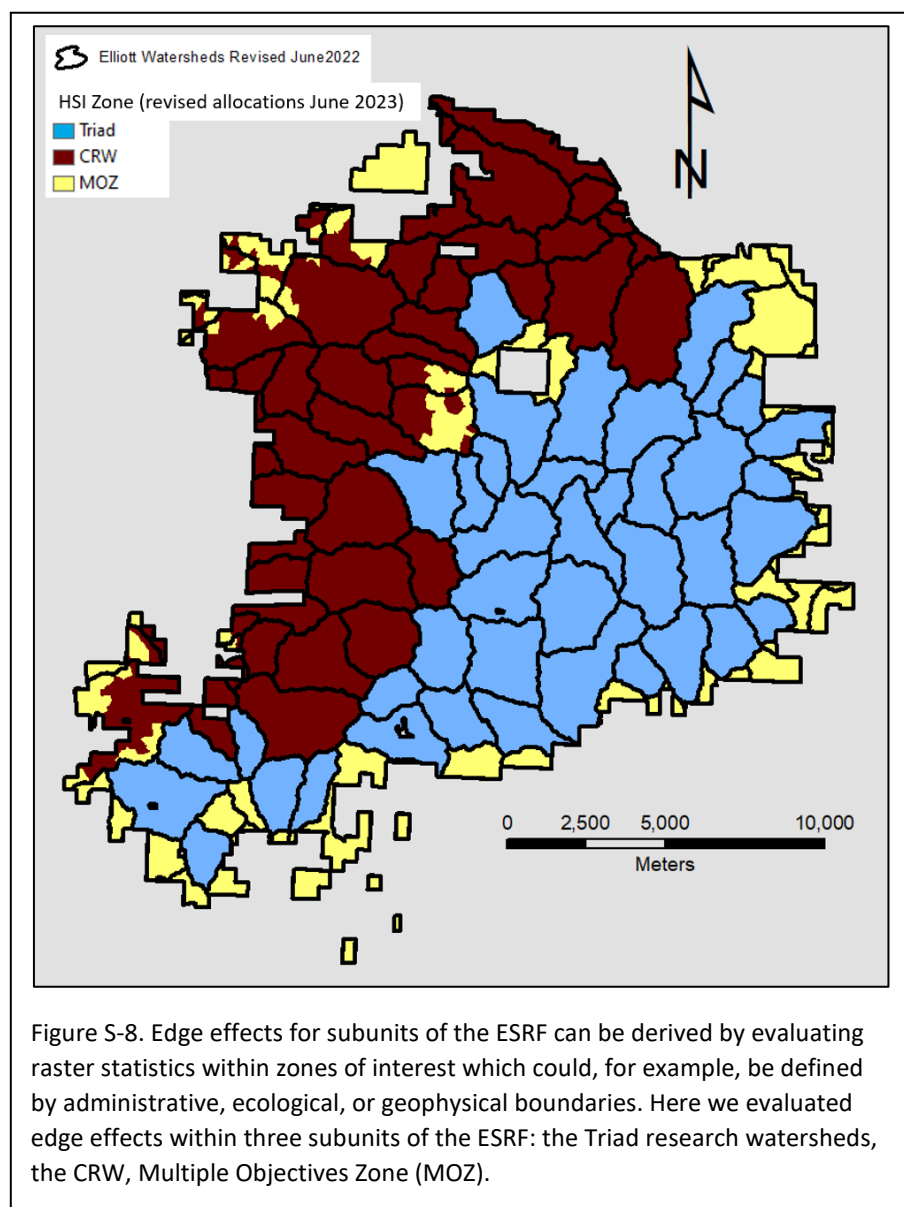 Elliott Watersheds Revised June2022
HSI Zone (revised allocations June 2023)
Triad
CRW
MOZ
N
0 2,500 5,000 10,000
Meters
Figure S-8. Edge effects for subunits of the ESRF can be derived by evaluating
raster statistics within zones of interest which could, for example, be defined
by administrative, ecological, or geophysical boundaries. Here we evaluated
edge effects within three subunits of the ESRF: the Triad research watersheds,
the CRW, Multiple Objectives Zone (MOZ).